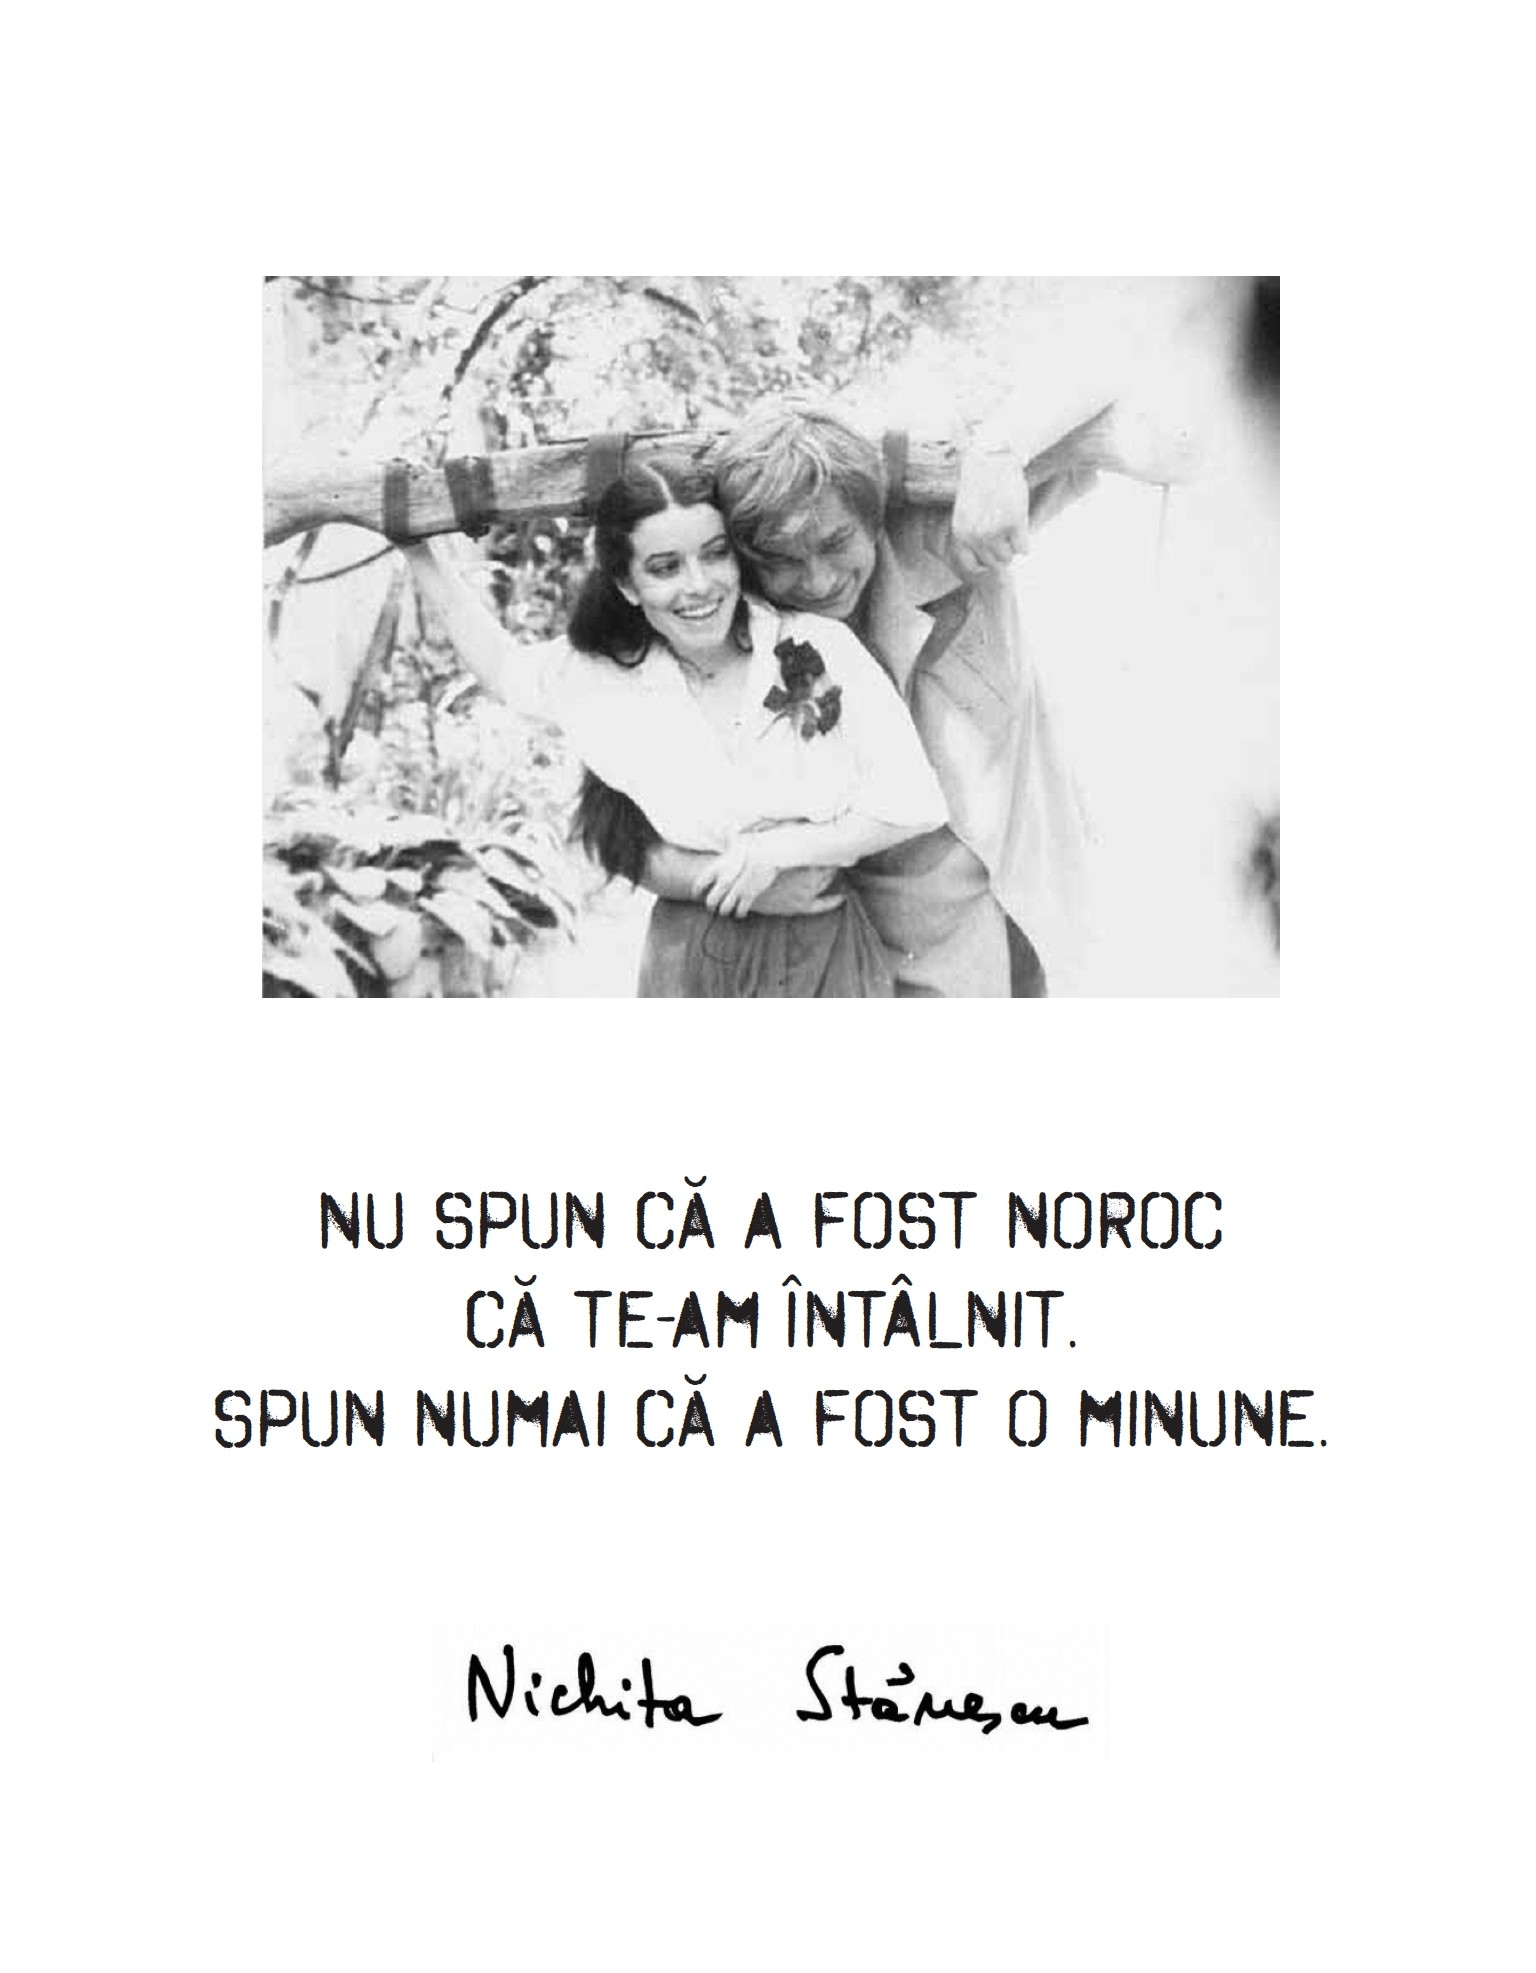 NU SPUN CĂ A FOST NOROC
CĂ TE-AM ÎNTÂLNIT.
SPUN NUMAI CĂ A FOST O MINUNE.
Nichita Stănescu